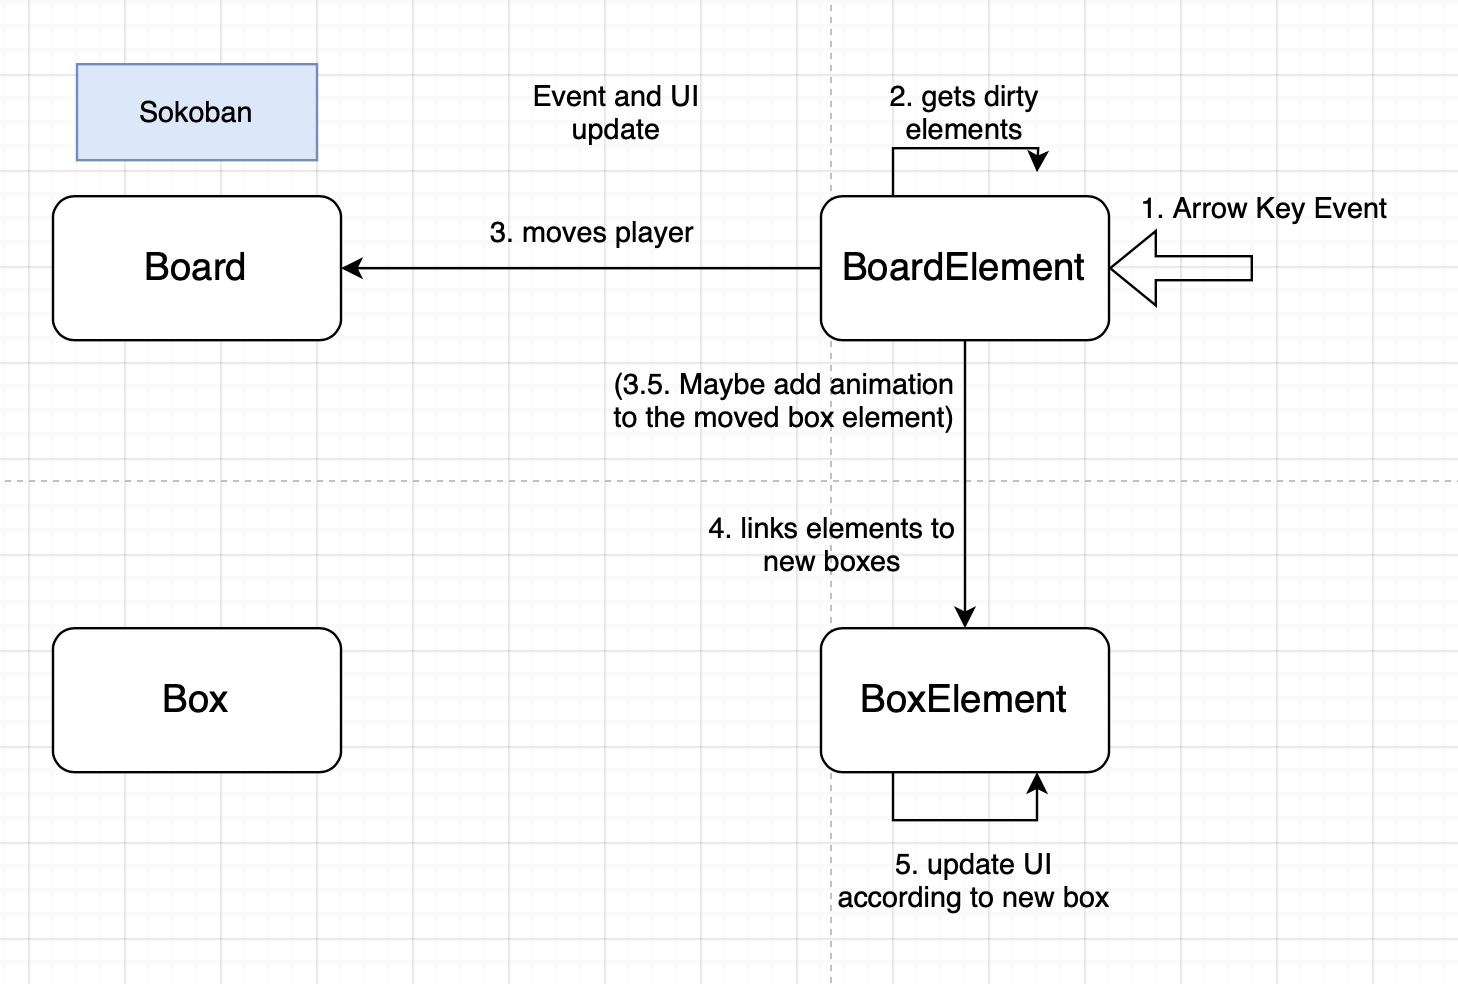 Sokoban
Event and UI
update
2. gets dirty
elements
1. Arrow Key Event
Board
3. moves player
BoardElement
(3.5. Maybe add animation
to the moved box element)
4. links elements to
new boxes
Box
BoxElement
5. update UI
according to new box